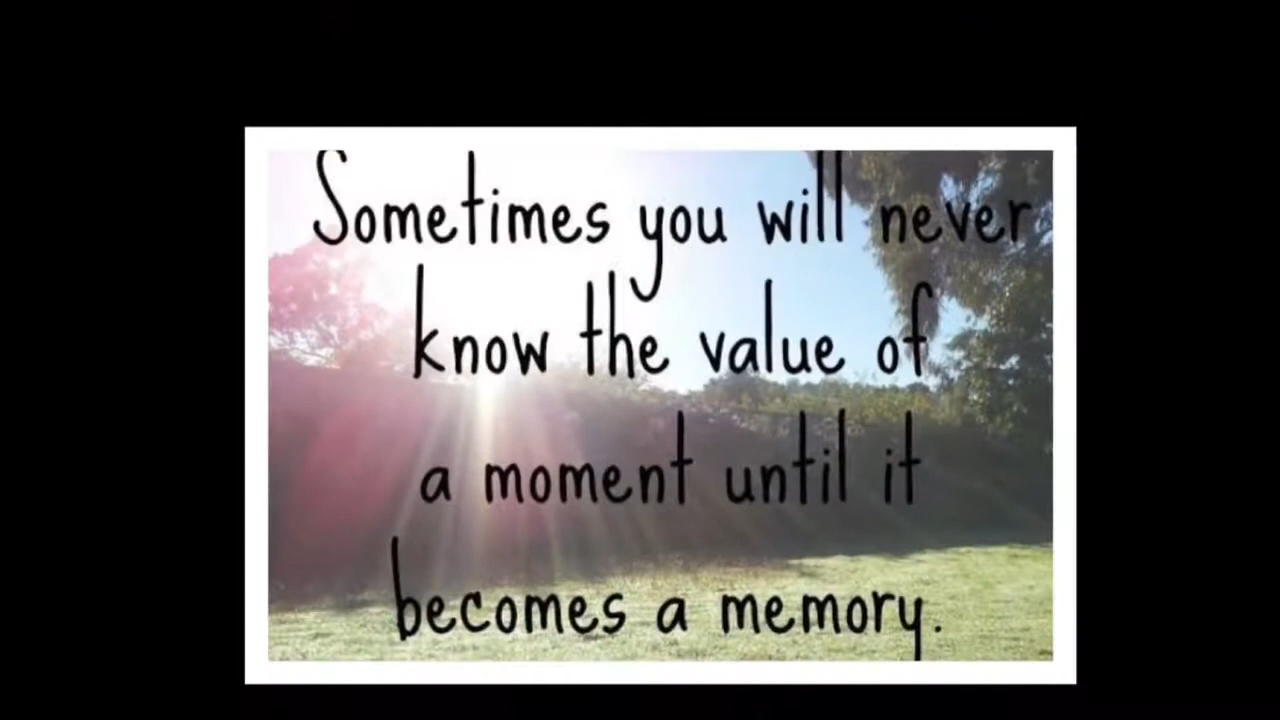 Sometimes you will never
know the value of
a moment until it
becomes a memory.